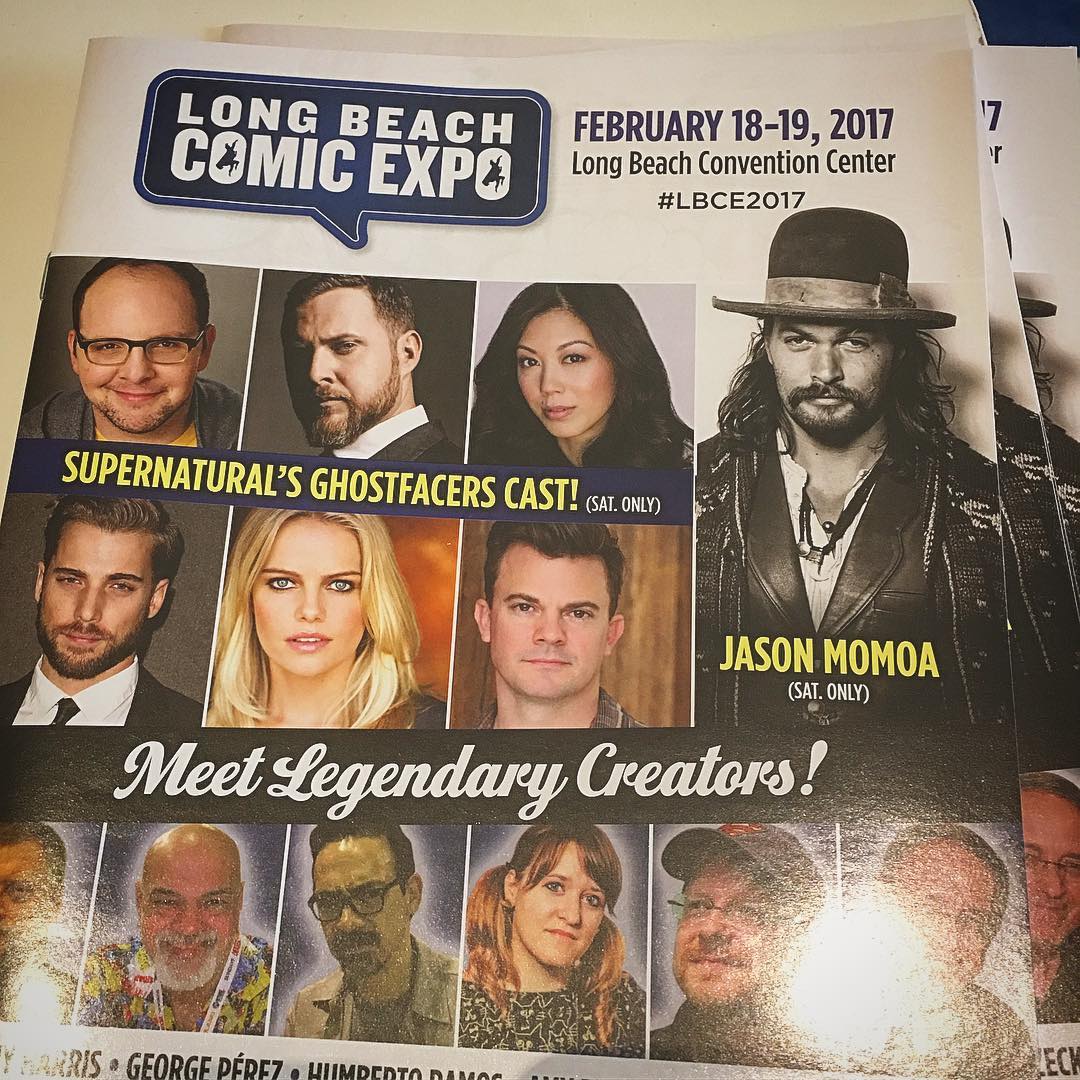 LONG BEACH
COMIC EXPO
FEBRUARY 18-19, 2017
Long Beach Convention Center
#LBCE2017
SUPERNATURAL'S GHOSTFACERS CAST! (SAT. ONLY)
JASON MOMOA
(SAT. ONLY)
Meet Legendary Creators!
HARRIS • GEORGE PÉREZ • HUMBERTO RAMOS